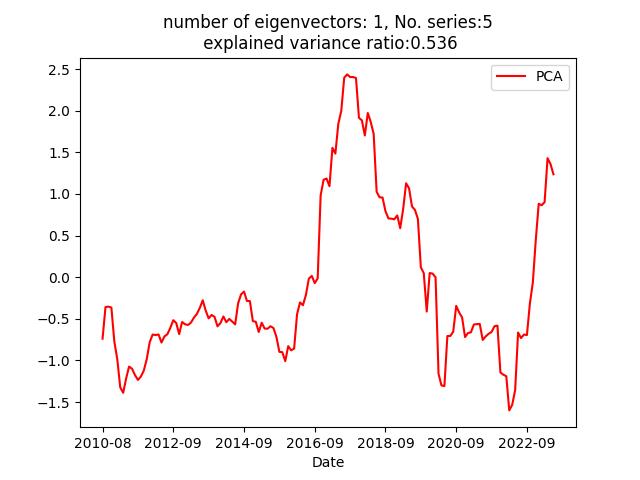 number of eigenvectors: 1, No. series:5
explained variance ratio:0.536
PCA
2.5
2.0
1.5
1.0
0.5
0.0
−0.5
−1.0
−1.5
2010-08 2012-09 2014-09 2016-09 2018-09 2020-09 2022-09
Date